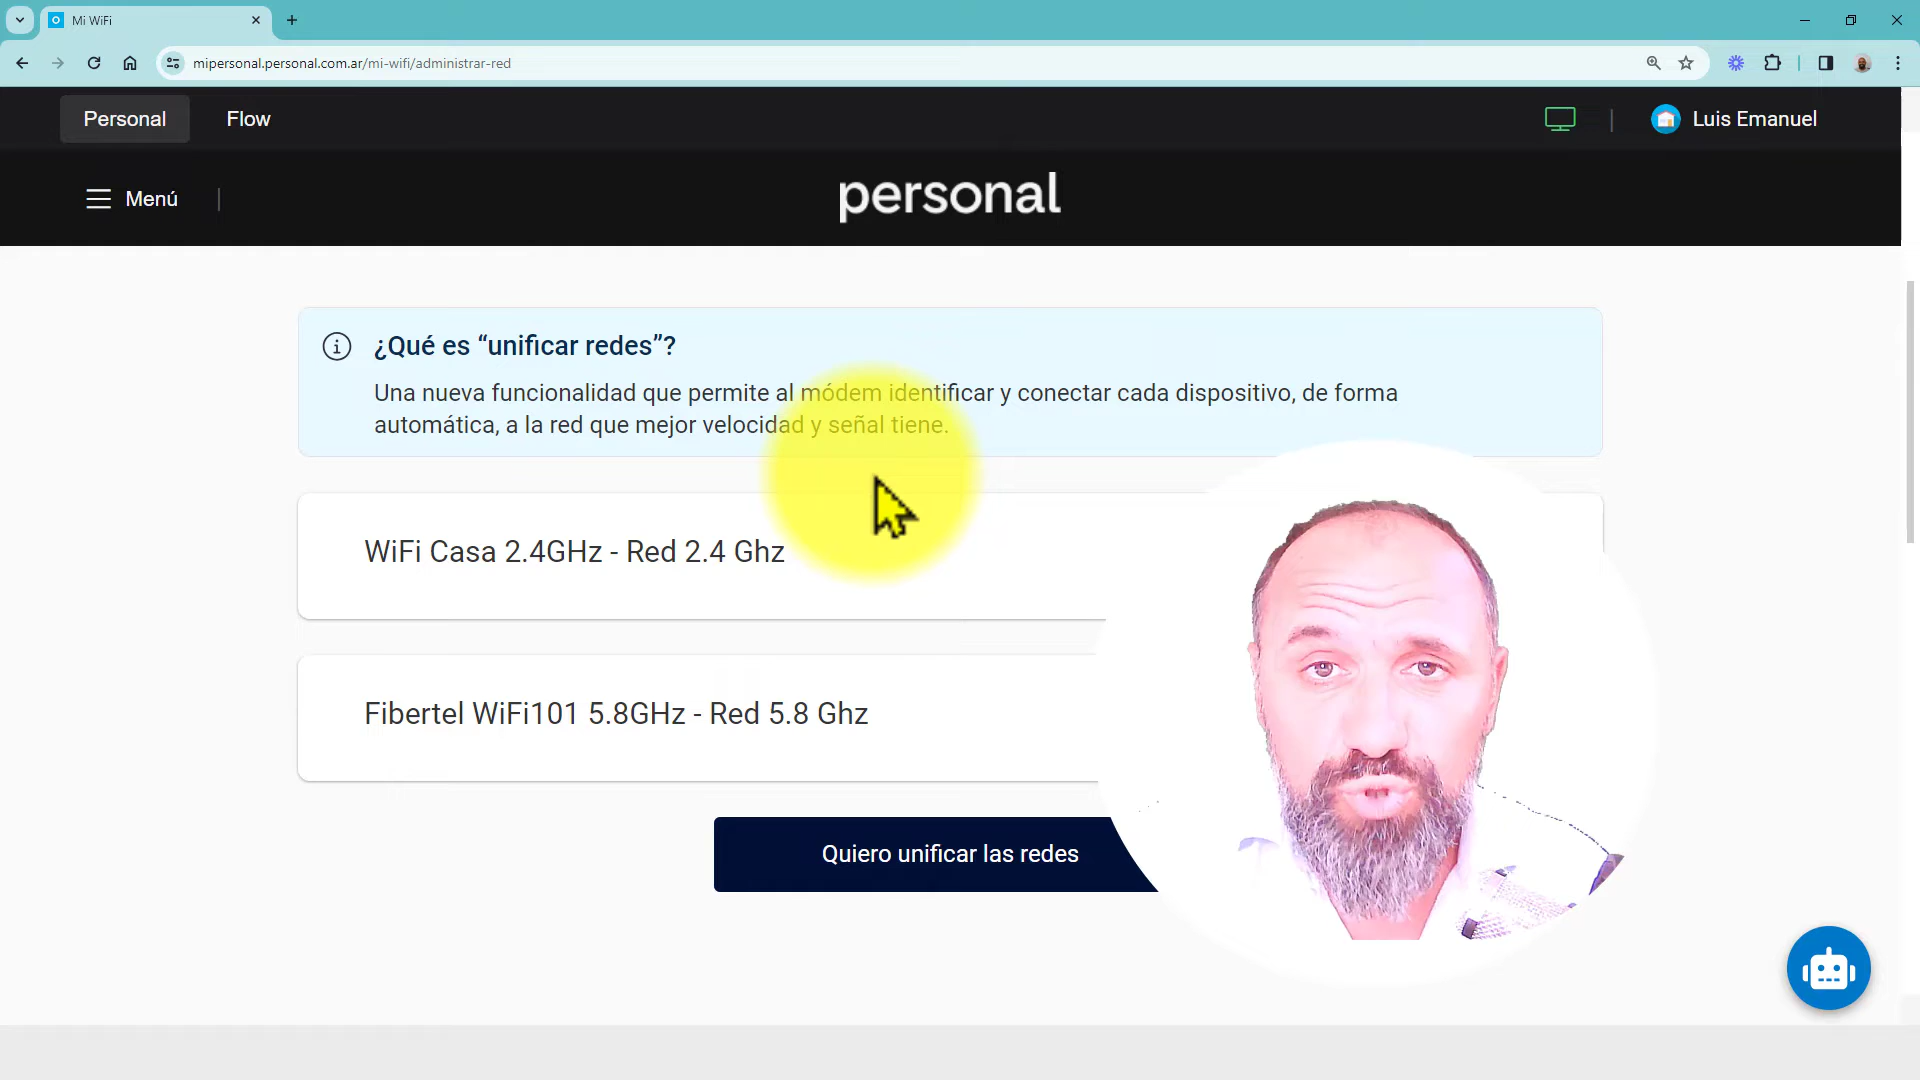 Mi WiFi
mipersonal.personal.com.ar/mi-wifi/administrar-red
Personal
Flow
Luis Emanuel
Menú
personal
¿Qué es “unificar redes”?
Una nueva funcionalidad que permite al módem identificar y conectar cada dispositivo, de forma
automática, a la red que mejor velocidad y señal tiene.
WiFi Casa 2.4GHz - Red 2.4 Ghz
Fibertel WiFi101 5.8GHz - Red 5.8 Ghz
Quiero unificar las redes